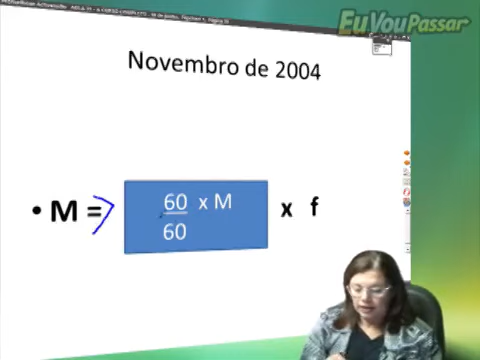 EuVouPassar
Novembro de 2004
• M = 60 x M x f
60